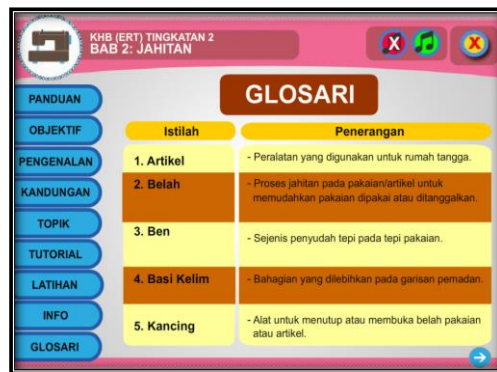 KHB (ERT) TINGKATAN 2
BAB 2: JAHITAN
X
X
PANDUAN
OBJEKTIF
PENGENALAN
KANDUNGAN
TOPIK
TUTORIAL
LATIHAN
INFO
GLOSARI
GLOSARI
Istilah
Penerangan
1. Artikel
- Peralatan yang digunakan untuk rumah tangga.
2. Belah
- Proses jahitan pada pakaian/artikel untuk
memudahkan pakaian dipakai atau ditanggalkan.
3. Ben
- Sejenis penyudah tepi pada tepi pakaian.
4. Basi Kelim
- Bahagian yang dilebihkan pada garisan pemadan.
5. Kancing
- Alat untuk menutup atau membuka belah pakaian
atau artikel.